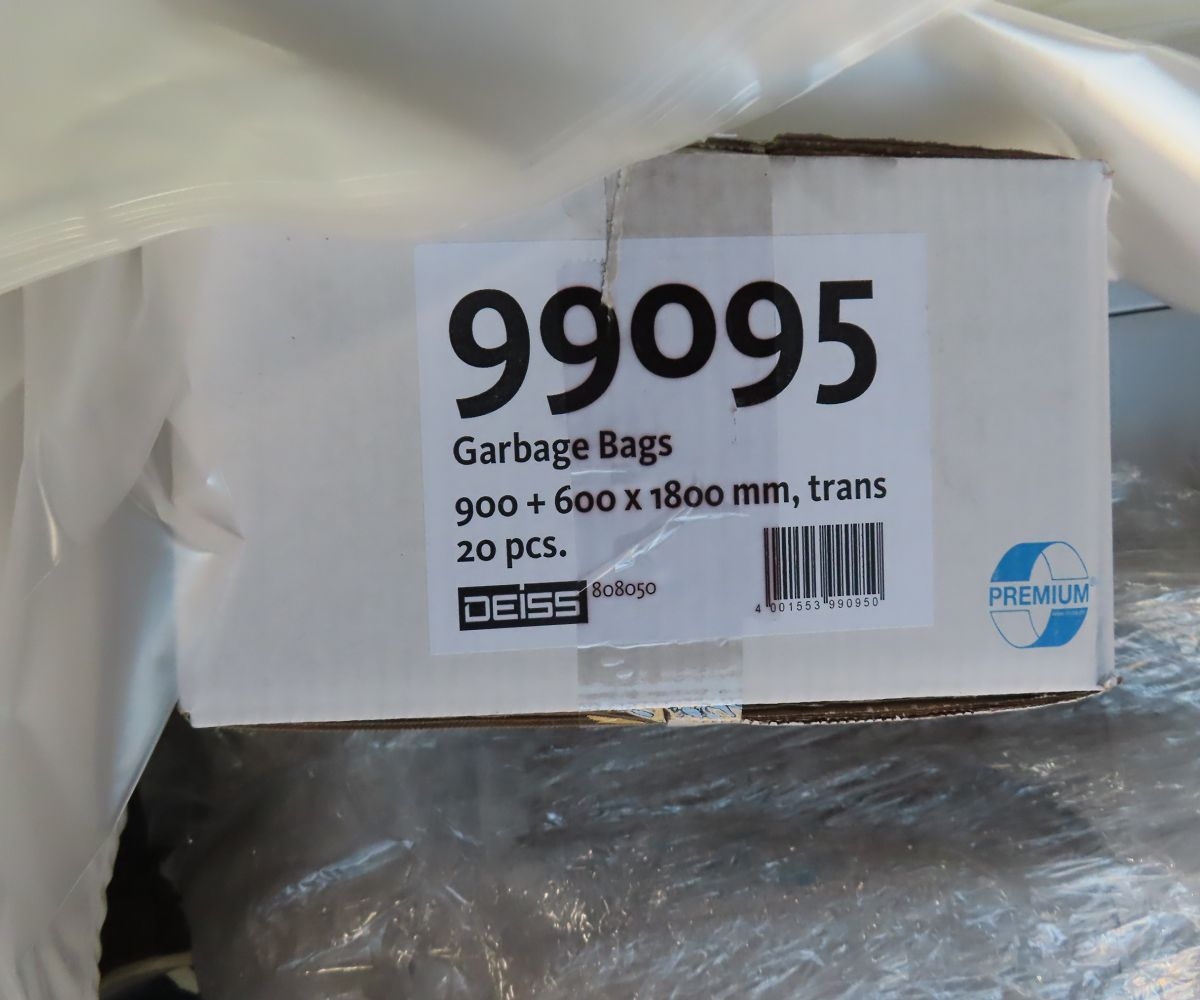 99095
Garbage Bags
900 + 600 x 1800 mm, trans
20 pcs.
DEISS 808050
4 001553 990950
PREMIUM®